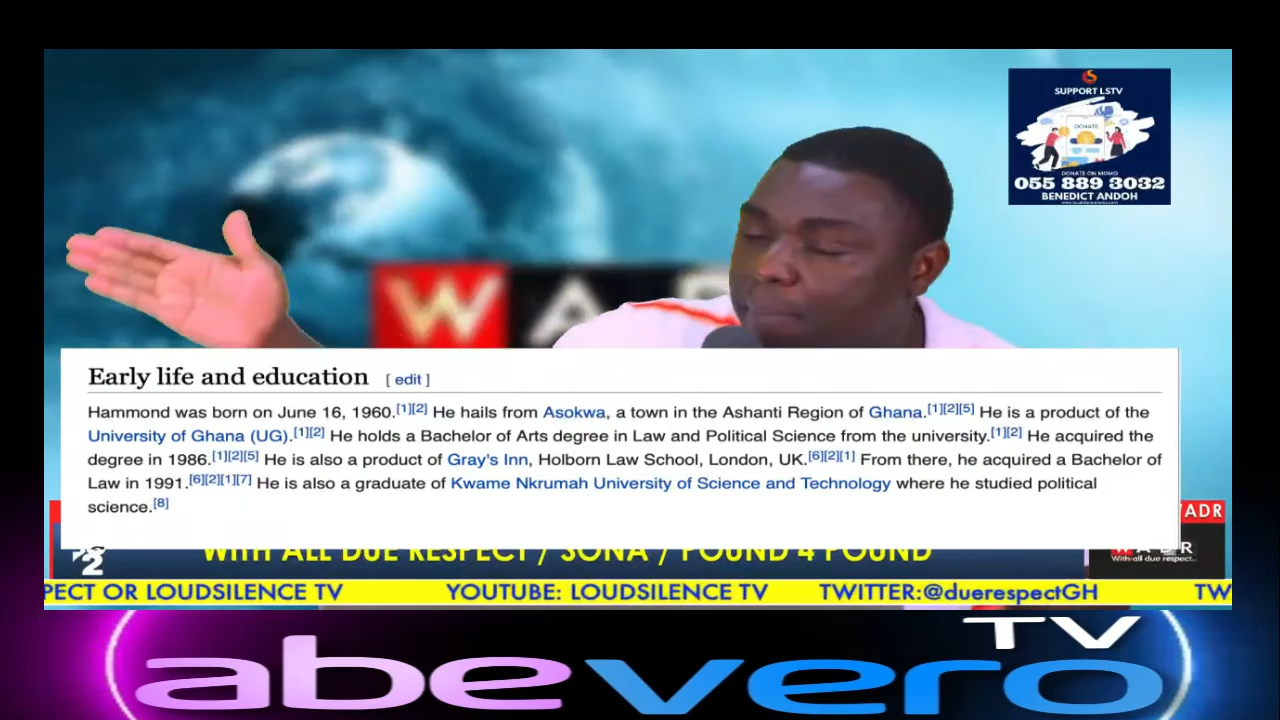 SUPPORT LSTV
DONATE
DONATE ON MOMO
055 889 3032
BENEDICT ANDOH
W A D
Early life and education [ edit ]
Hammond was born on June 16, 1960.[1][2] He hails from Asokwa, a town in the Ashanti Region of Ghana.[1][2][5] He is a product of the
University of Ghana (UG).[1][2] He holds a Bachelor of Arts degree in Law and Political Science from the university.[1][2] He acquired the
degree in 1986.[1][2][5] He is also a product of Gray's Inn, Holborn Law School, London, UK.[6][2][1] From there, he acquired a Bachelor of
Law in 1991.[6][2][1][7] He is also a graduate of Kwame Nkrumah University of Science and Technology where he studied political
science.[8]
WADR
2
WITH ALL DUE RESPECT / SONA / POUND 4 POUND
WADR
With all due respect...
PECT OR LOUDSILENCE TV YOUTUBE: LOUDSILENCE TV TWITTER:@duerespectGH TW
abevero TV